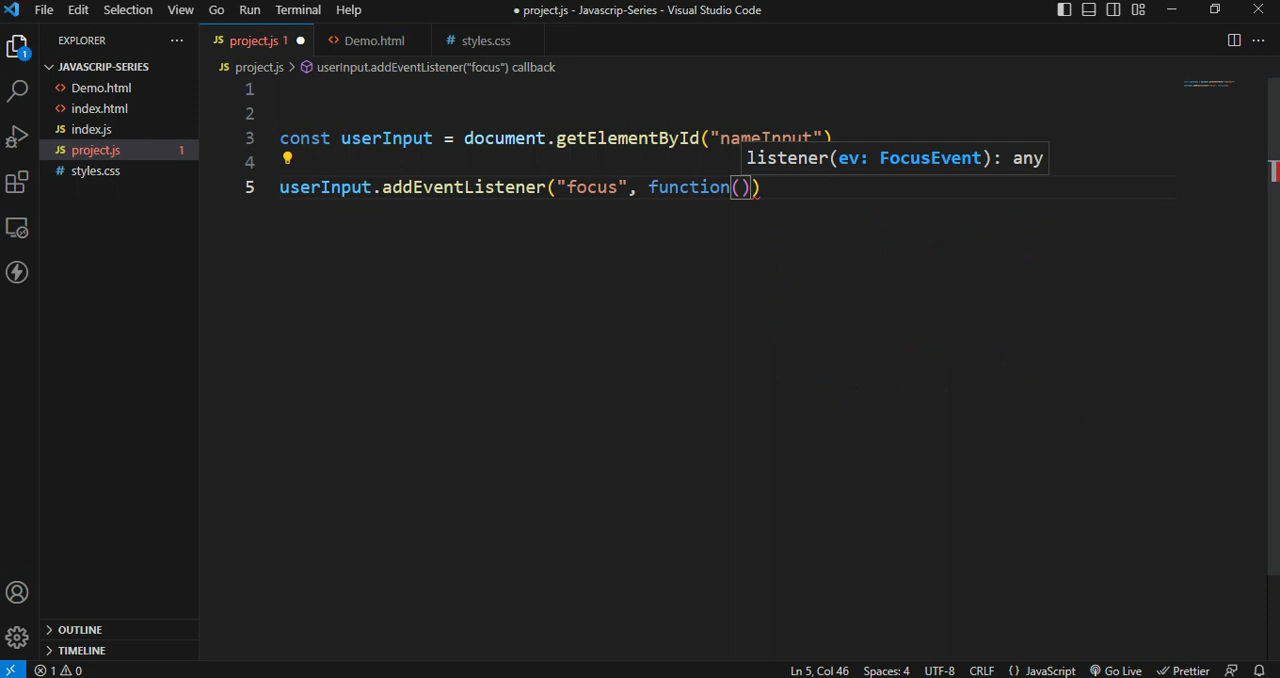 File Edit Selection View Go Run Terminal Help
● project.js - Javascrip-Series - Visual Studio Code
EXPLORER ...
JS project.js 1 ●
<> Demo.html
# styles.css
1
JAVASCRIP-SERIES
JS project.js > userInput.addEventListener("focus") callback
<> Demo.html
<> index.html
JS index.js
JS project.js 1
# styles.css
1
2
3 const userInput = document.getElementById("nameInput")
listener(ev: FocusEvent): any
4
5 userInput.addEventListener("focus", function())
OUTLINE
TIMELINE
1 0
Ln 5, Col 46 Spaces: 4 UTF-8 CRLF {} JavaScript Go Live Prettier